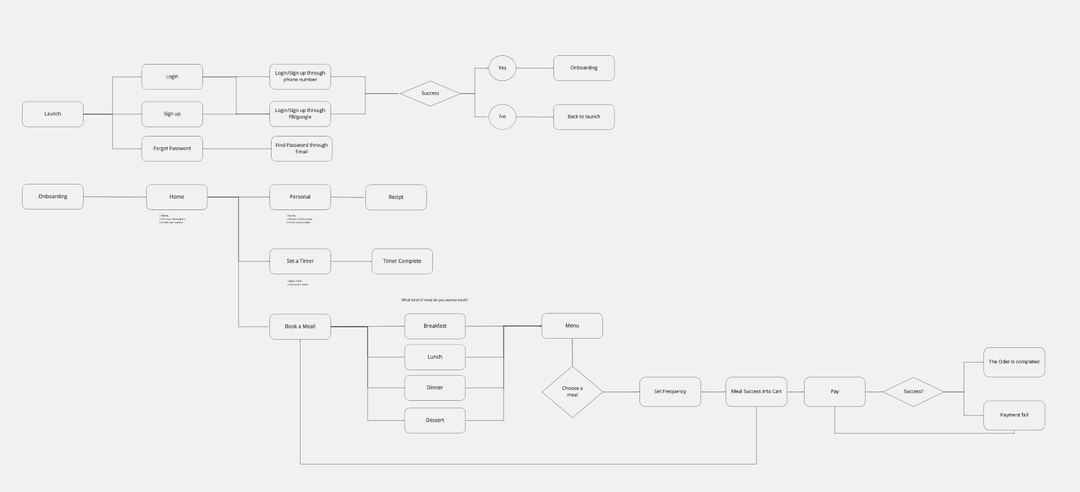 Launch
Login
Sign up
Forgot Password
Login/Sign up through
phone number
Login/Sign up through
FB/google
Find Password through
Email
Success
Yes
No
Onboarding
Back to launch
Onboarding
Home
Personal
Recipt
Set a Timer
Timer Complete
What kind of meal do you wanna book?
Book a Meal!
Breakfast
Lunch
Dinner
Dessert
Menu
Choose a
meal
Set Frequency
Meal Success Into Cart
Pay
Success?
The Oder is completed
Payment fail